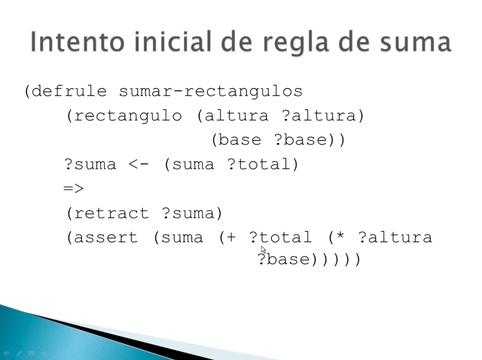 Intento inicial de regla de suma
(defrule sumar-rectangulos
(rectangulo (altura ?altura)
(base ?base))
?suma <- (suma ?total)
=>
(retract ?suma)
(assert (suma (+ ?total (* ?altura
?base)))))